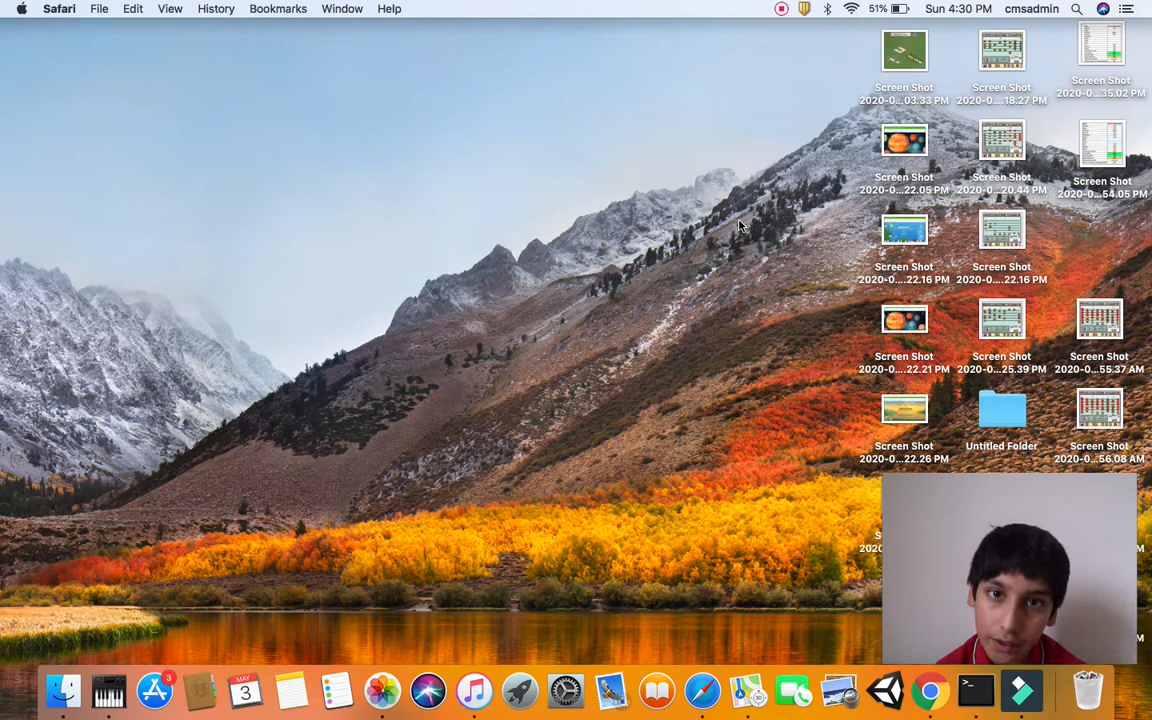 Safari File Edit View History Bookmarks Window Help 51% Sun 4:30 PM cmsadmin
Screen Shot
2020-0....03.33 PM
Screen Shot
2020-0....18.27 PM
Screen Shot
2020-0...35.02 PM
Screen Shot
2020-0....22.05 PM
Screen Shot
2020-0...20.44 PM
Screen Shot
2020-0...54.05 PM
Screen Shot
2020-0....22.16 PM
Screen Shot
2020-0....22.16 PM
Screen Shot
2020-0....22.21 PM
Screen Shot
2020-0...25.39 PM
Screen Shot
2020-0...55.37 AM
Screen Shot
2020-0....22.26 PM
Untitled Folder
Screen Shot
2020-0...56.08 AM
3
MAY
3